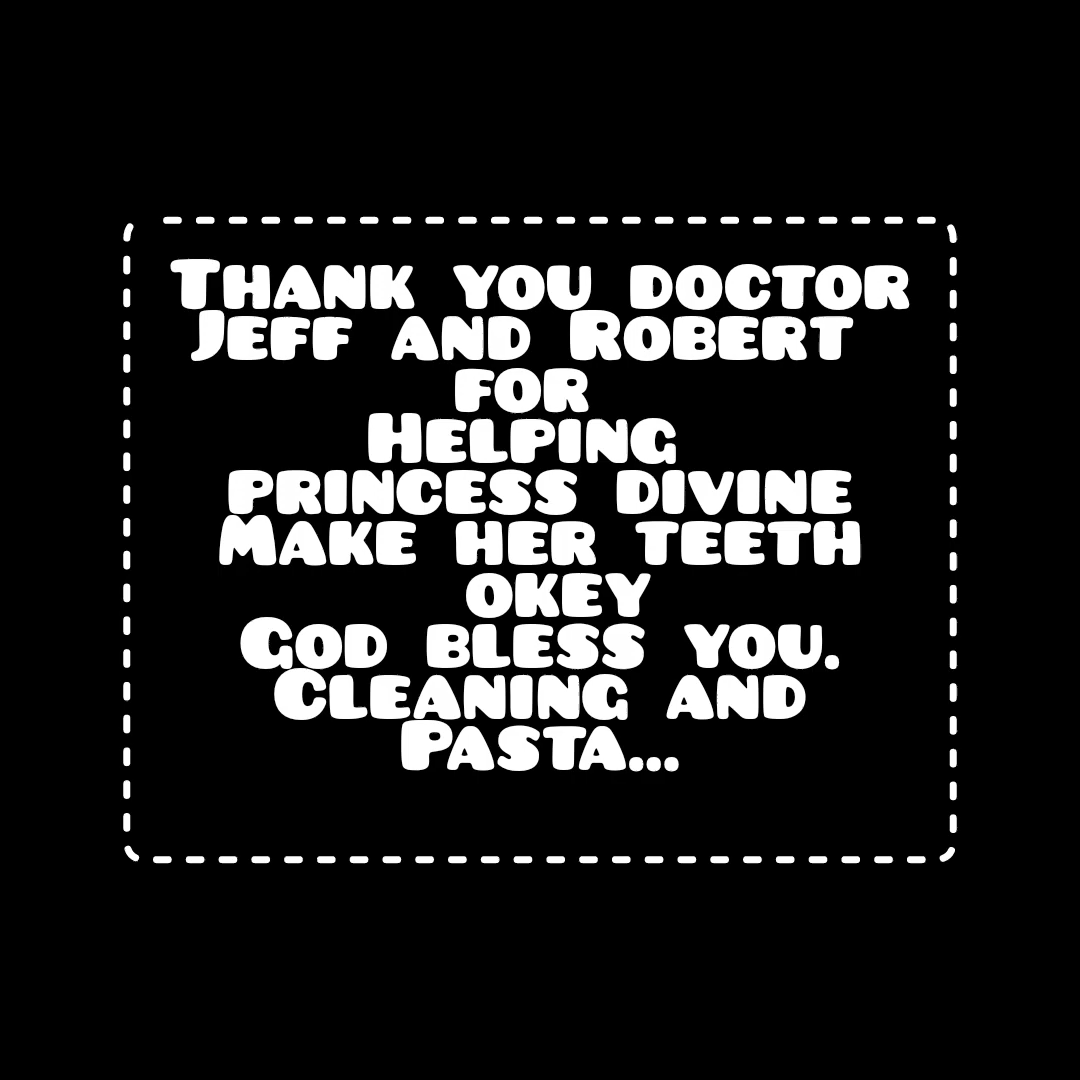 Thank you doctor
Jeff and Robert
for
Helping
princess divine
Make her teeth
okey
God bless you.
Cleaning and
Pasta...